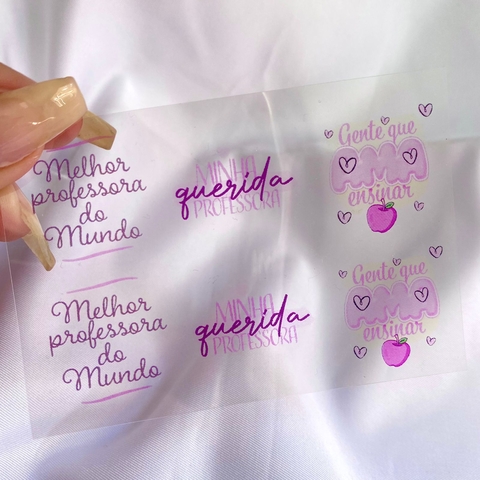 Melhor
professora
do
Mundo
MINHA
querida
PROFESSORA
Gente que
AMA
ensinar
Melhor
professora
do
Mundo
MINHA
querida
PROFESSORA
Gente que
AMA
ensinar